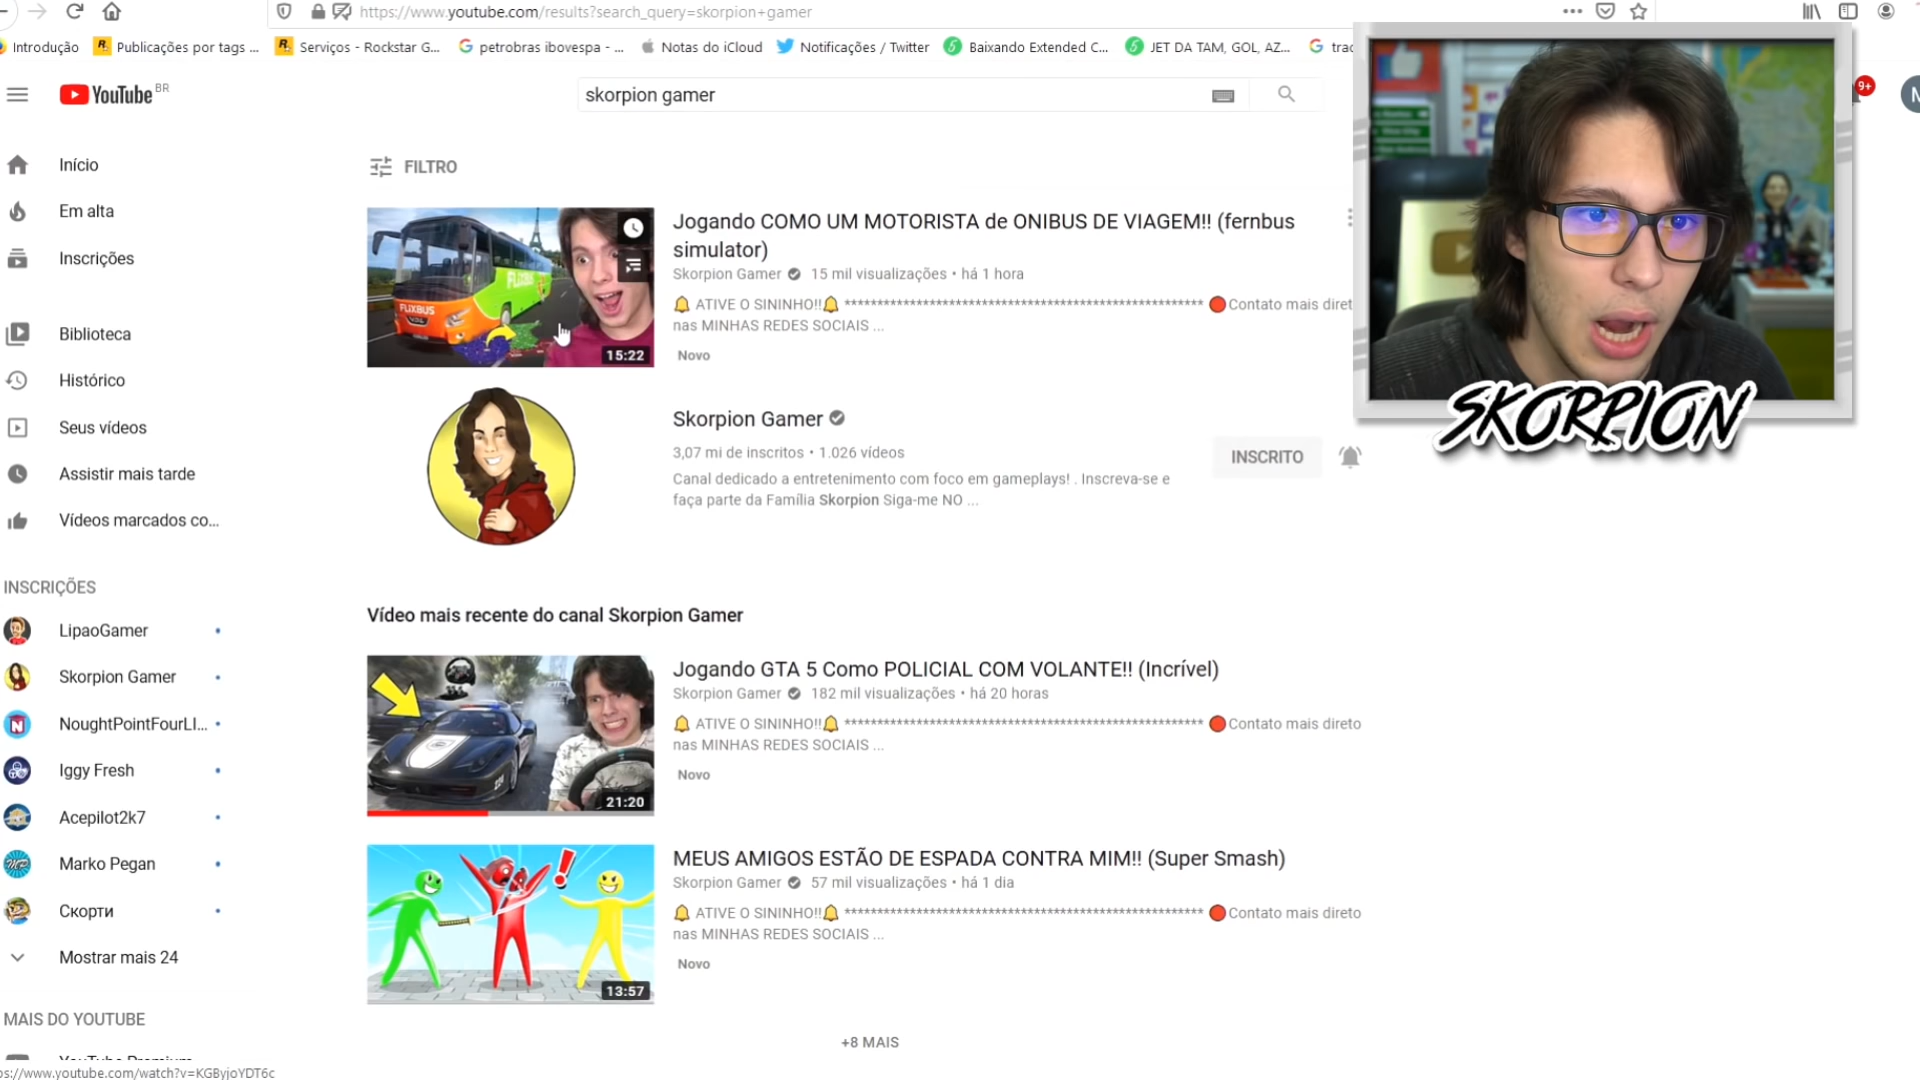 https://www.youtube.com/results?search_query=skorpion+gamer
Introdução
Publicações por tags ...
Serviços - Rockstar G...
petrobras ibovespa - ...
Notas do iCloud
Notificações / Twitter
Baixando Extended C...
JET DA TAM, GOL, AZ...
YouTube BR
skorpion gamer
9+
Início
Em alta
Inscrições
Biblioteca
Histórico
Seus vídeos
Assistir mais tarde
Vídeos marcados co...
INSCRIÇÕES
LipaoGamer
Skorpion Gamer
NoughtPointFourLI...
Iggy Fresh
Acepilot2k7
Marko Pegan
Скорти
Mostrar mais 24
MAIS DO YOUTUBE
YouTube Premium
FILTRO
FLIXBUS
15:22
Jogando COMO UM MOTORISTA de ONIBUS DE VIAGEM!! (fernbus
simulator)
Skorpion Gamer 15 mil visualizações • há 1 hora
🔔 ATIVE O SININHO!!🔔 ****************************************************** 🔴Contato mais diret
nas MINHAS REDES SOCIAIS ...
Novo
Skorpion Gamer
3,07 mi de inscritos • 1.026 vídeos
Canal dedicado a entretenimento com foco em gameplays! . Inscreva-se e
faça parte da Família Skorpion Siga-me NO ...
INSCRITO
SKORPION
Vídeo mais recente do canal Skorpion Gamer
21:20
Jogando GTA 5 Como POLICIAL COM VOLANTE!! (Incrível)
Skorpion Gamer 182 mil visualizações • há 20 horas
🔔 ATIVE O SININHO!!🔔 ****************************************************** 🔴Contato mais direto
nas MINHAS REDES SOCIAIS ...
Novo
13:57
MEUS AMIGOS ESTÃO DE ESPADA CONTRA MIM!! (Super Smash)
Skorpion Gamer 57 mil visualizações • há 1 dia
🔔 ATIVE O SININHO!!🔔 ****************************************************** 🔴Contato mais direto
nas MINHAS REDES SOCIAIS ...
Novo
+8 MAIS
ps://www.youtube.com/watch?v=KGByjoYDT6c